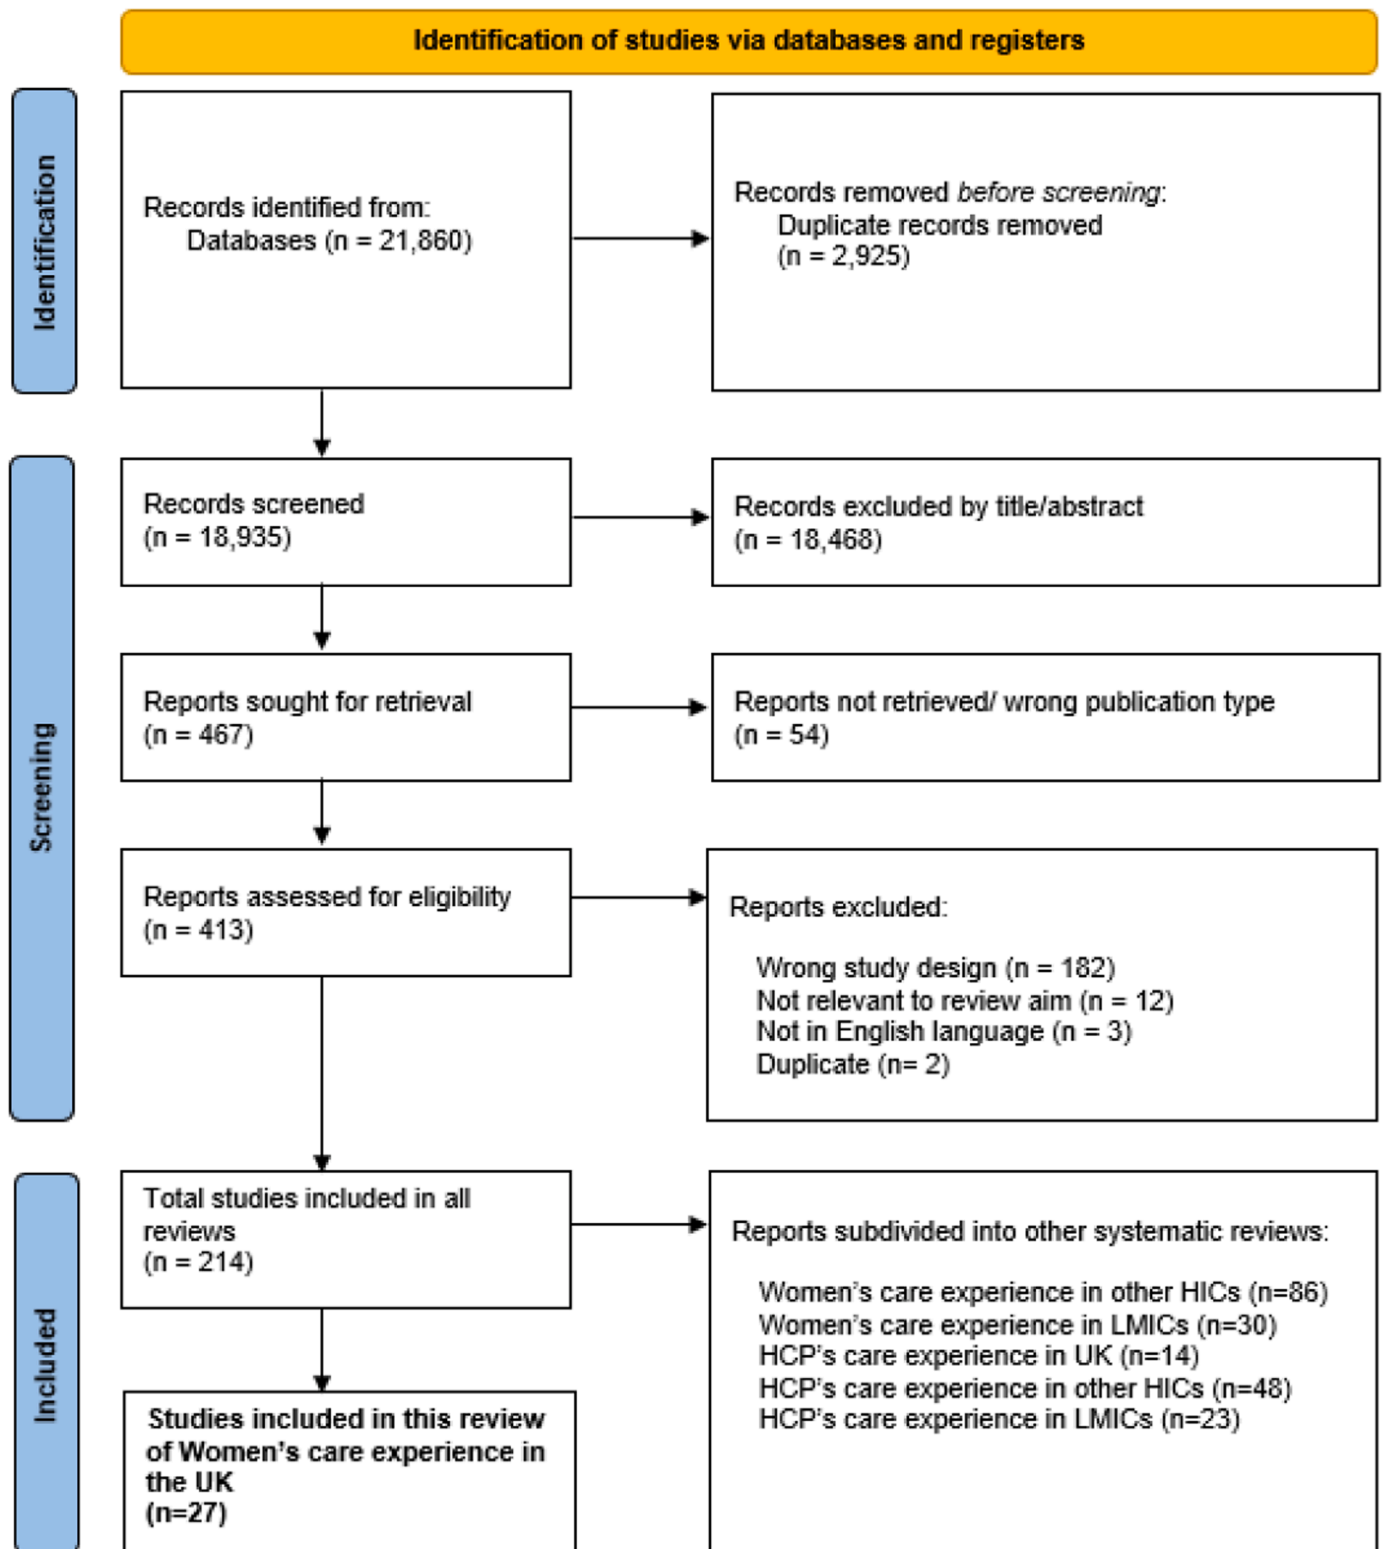 Identification of studies via databases and registers
Identification
Records identified from:
Databases (n = 21,860)
Records removed before screening:
Duplicate records removed
(n = 2,925)
Screening
Records screened
(n = 18,935)
Records excluded by title/abstract
(n = 18,468)
Reports sought for retrieval
(n = 467)
Reports not retrieved/ wrong publication type
(n = 54)
Reports assessed for eligibility
(n = 413)
Reports excluded:
Wrong study design (n = 182)
Not relevant to review aim (n = 12)
Not in English language (n = 3)
Duplicate (n= 2)
Included
Total studies included in all
reviews
(n = 214)
Reports subdivided into other systematic reviews:
Women’s care experience in other HICs (n=86)
Women’s care experience in LMICs (n=30)
HCP’s care experience in UK (n=14)
HCP’s care experience in other HICs (n=48)
HCP’s care experience in LMICs (n=23)
Studies included in this review
of Women’s care experience in
the UK
(n=27)